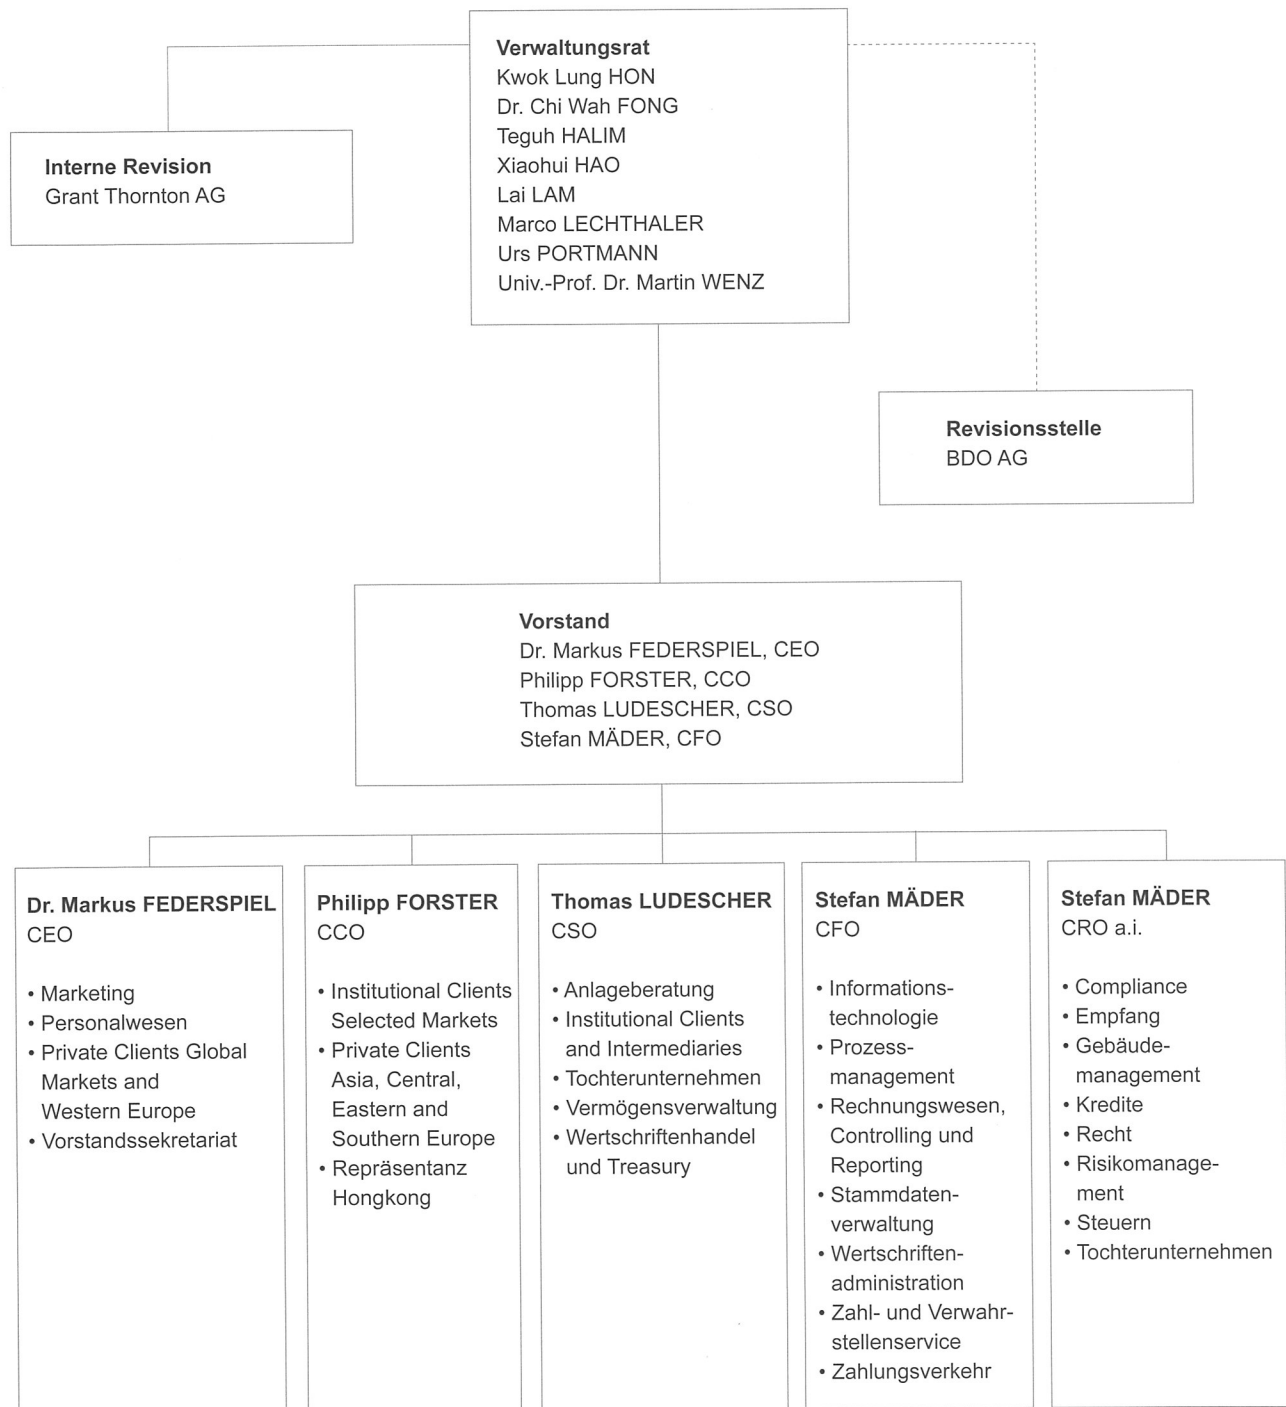 Verwaltungsrat
Kwok Lung HON
Dr. Chi Wah FONG
Teguh HALIM
Xiaohui HAO
Lai LAM
Marco LECHTHALER
Urs PORTMANN
Univ.-Prof. Dr. Martin WENZ
Interne Revision
Grant Thornton AG
Revisionsstelle
BDO AG
Vorstand
Dr. Markus FEDERSPIEL, CEO
Philipp FORSTER, CCO
Thomas LUDESCHER, CSO
Stefan MÄDER, CFO
Dr. Markus FEDERSPIEL
CEO
• Marketing
• Personalwesen
• Private Clients Global
Markets and
Western Europe
• Vorstandssekretariat
Philipp FORSTER
CCO
• Institutional Clients
Selected Markets
• Private Clients
Asia, Central,
Eastern and
Southern Europe
• Repräsentanz
Hongkong
Thomas LUDESCHER
CSO
• Anlageberatung
• Institutional Clients
and Intermediaries
• Tochterunternehmen
• Vermögensverwaltung
• Wertschriftenhandel
und Treasury
Stefan MÄDER
CFO
• Informations-
technologie
• Prozess-
management
• Rechnungswesen,
Controlling und
Reporting
• Stammdaten-
verwaltung
• Wertschriften-
administration
• Zahl- und Verwahr-
stellenservice
• Zahlungsverkehr
Stefan MÄDER
CRO a.i.
• Compliance
• Empfang
• Gebäude-
management
• Kredite
• Recht
• Risikomanage-
ment
• Steuern
• Tochterunternehmen